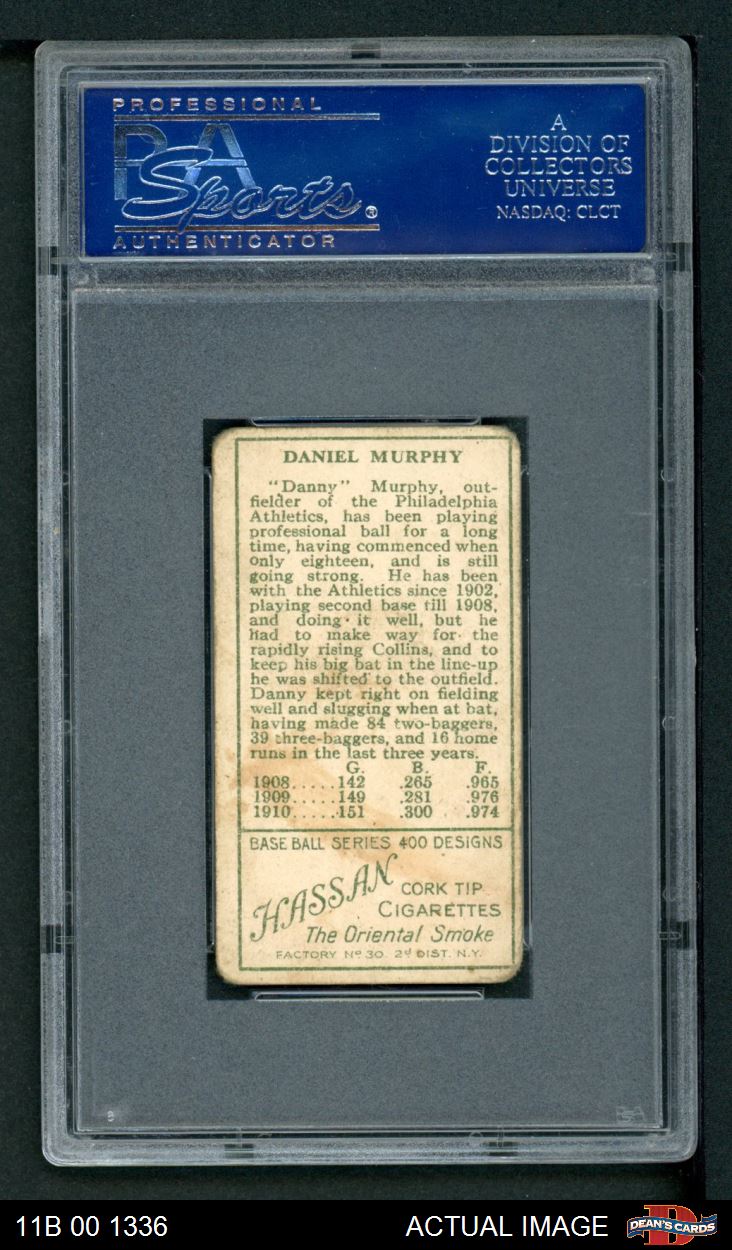 PROFESSIONAL
PSA
Sports®
AUTHENTICATOR
A
DIVISION OF
COLLECTORS
UNIVERSE
NASDAQ: CLCT
DANIEL MURPHY
"Danny" Murphy, out-
fielder of the Philadelphia
Athletics, has been playing
professional ball for a long
time, having commenced when
only eighteen, and is still
going strong. He has been
with the Athletics since 1902,
playing second base till 1908,
and doing it well, but he
had to make way for the
rapidly rising Collins, and to
keep his big bat in the line-up
he was shifted to the outfield.
Danny kept right on fielding
well and slugging when at bat,
having made 84 two-baggers,
39 three-baggers, and 16 home
runs in the last three years.
G. B. F.
1908.....142 .265 .965
1909.....149 .281 .976
1910.....151 .300 .974
BASE BALL SERIES 400 DESIGNS
HASSAN
CORK TIP
CIGARETTES
The Oriental Smoke
FACTORY Nº 30. 2d DIST. N.Y.
PSA
11B 00 1336 ACTUAL IMAGE
DEAN'S CARDS